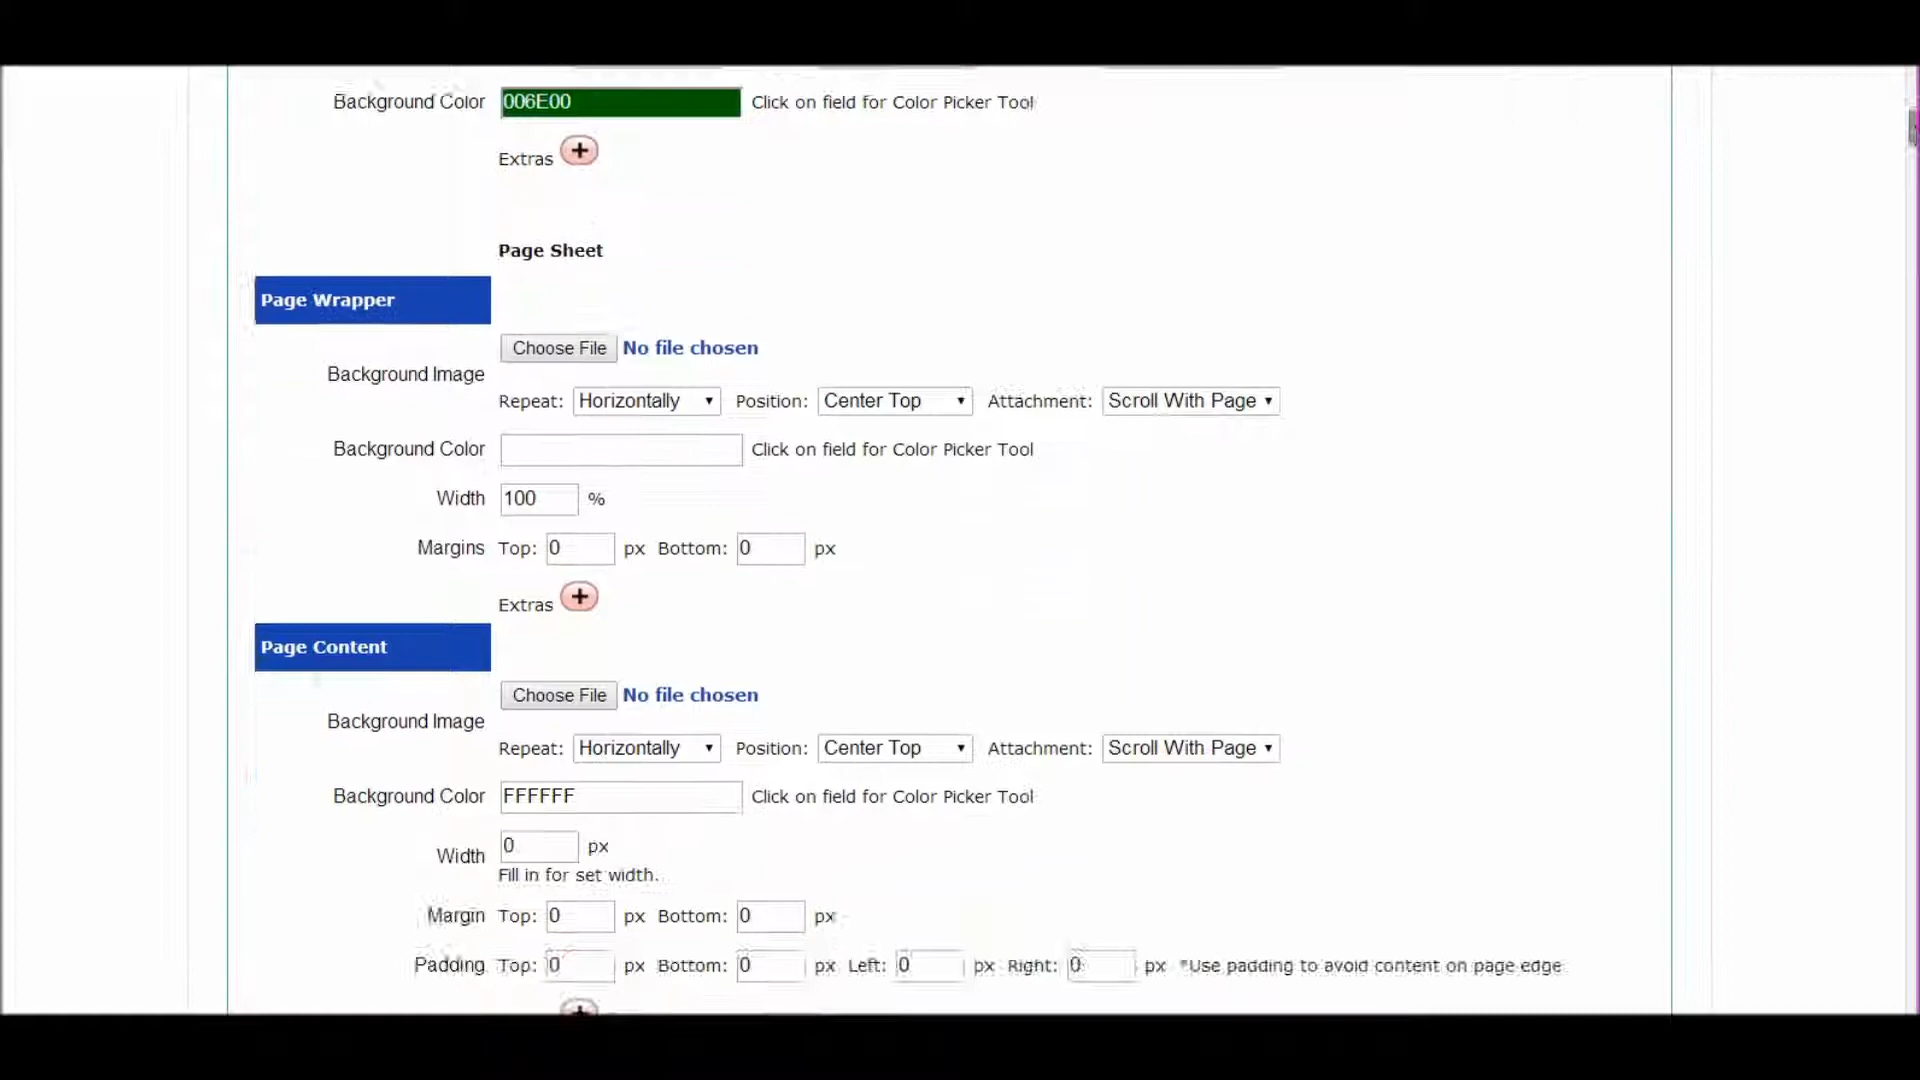 Background Color 006E00 Click on field for Color Picker Tool
Extras
Page Sheet
Page Wrapper
Choose File No file chosen
Background Image
Repeat: Horizontally Position: Center Top Attachment: Scroll With Page
Background Color Click on field for Color Picker Tool
Width 100 %
Margins Top: 0 px Bottom: 0 px
Extras
Page Content
Choose File No file chosen
Background Image
Repeat: Horizontally Position: Center Top Attachment: Scroll With Page
Background Color FFFFFF Click on field for Color Picker Tool
Width 0 px
Fill in for set width.
Margin Top: 0 px Bottom: 0 px
Padding Top: 0 px Bottom: 0 px Left: 0 px Right: 0 px *Use padding to avoid content on page edge